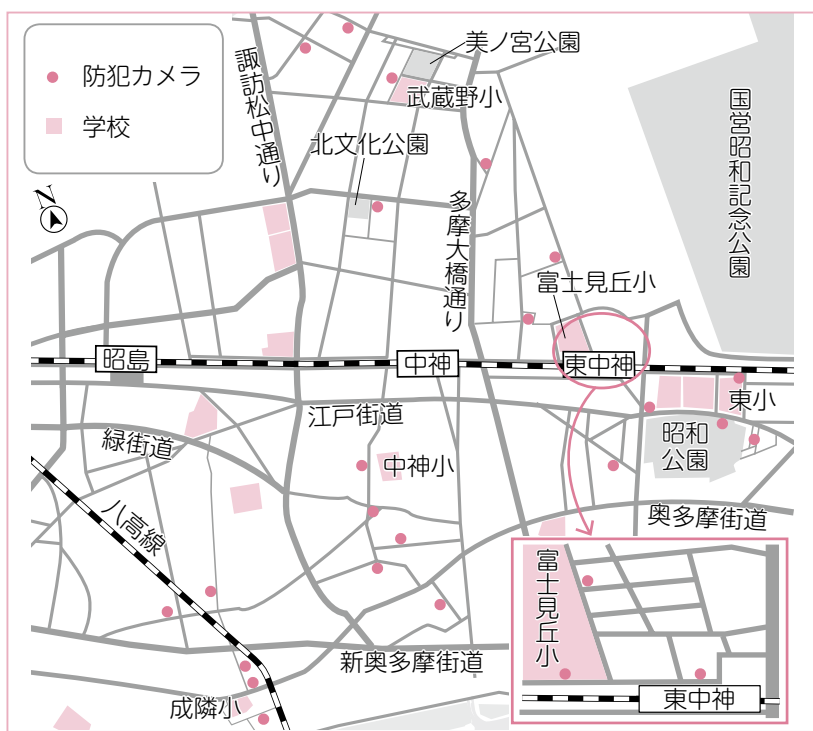 防犯カメラ
学校
N
諏訪松中通り
美ノ宮公園
武蔵野小
北文化公園
多摩大橋通り
国営昭和記念公園
富士見丘小
昭島
中神
東中神
江戸街道
東小
緑街道
昭和
公園
中神小
八高線
奥多摩街道
新奥多摩街道
成隣小
富士見丘小
東中神